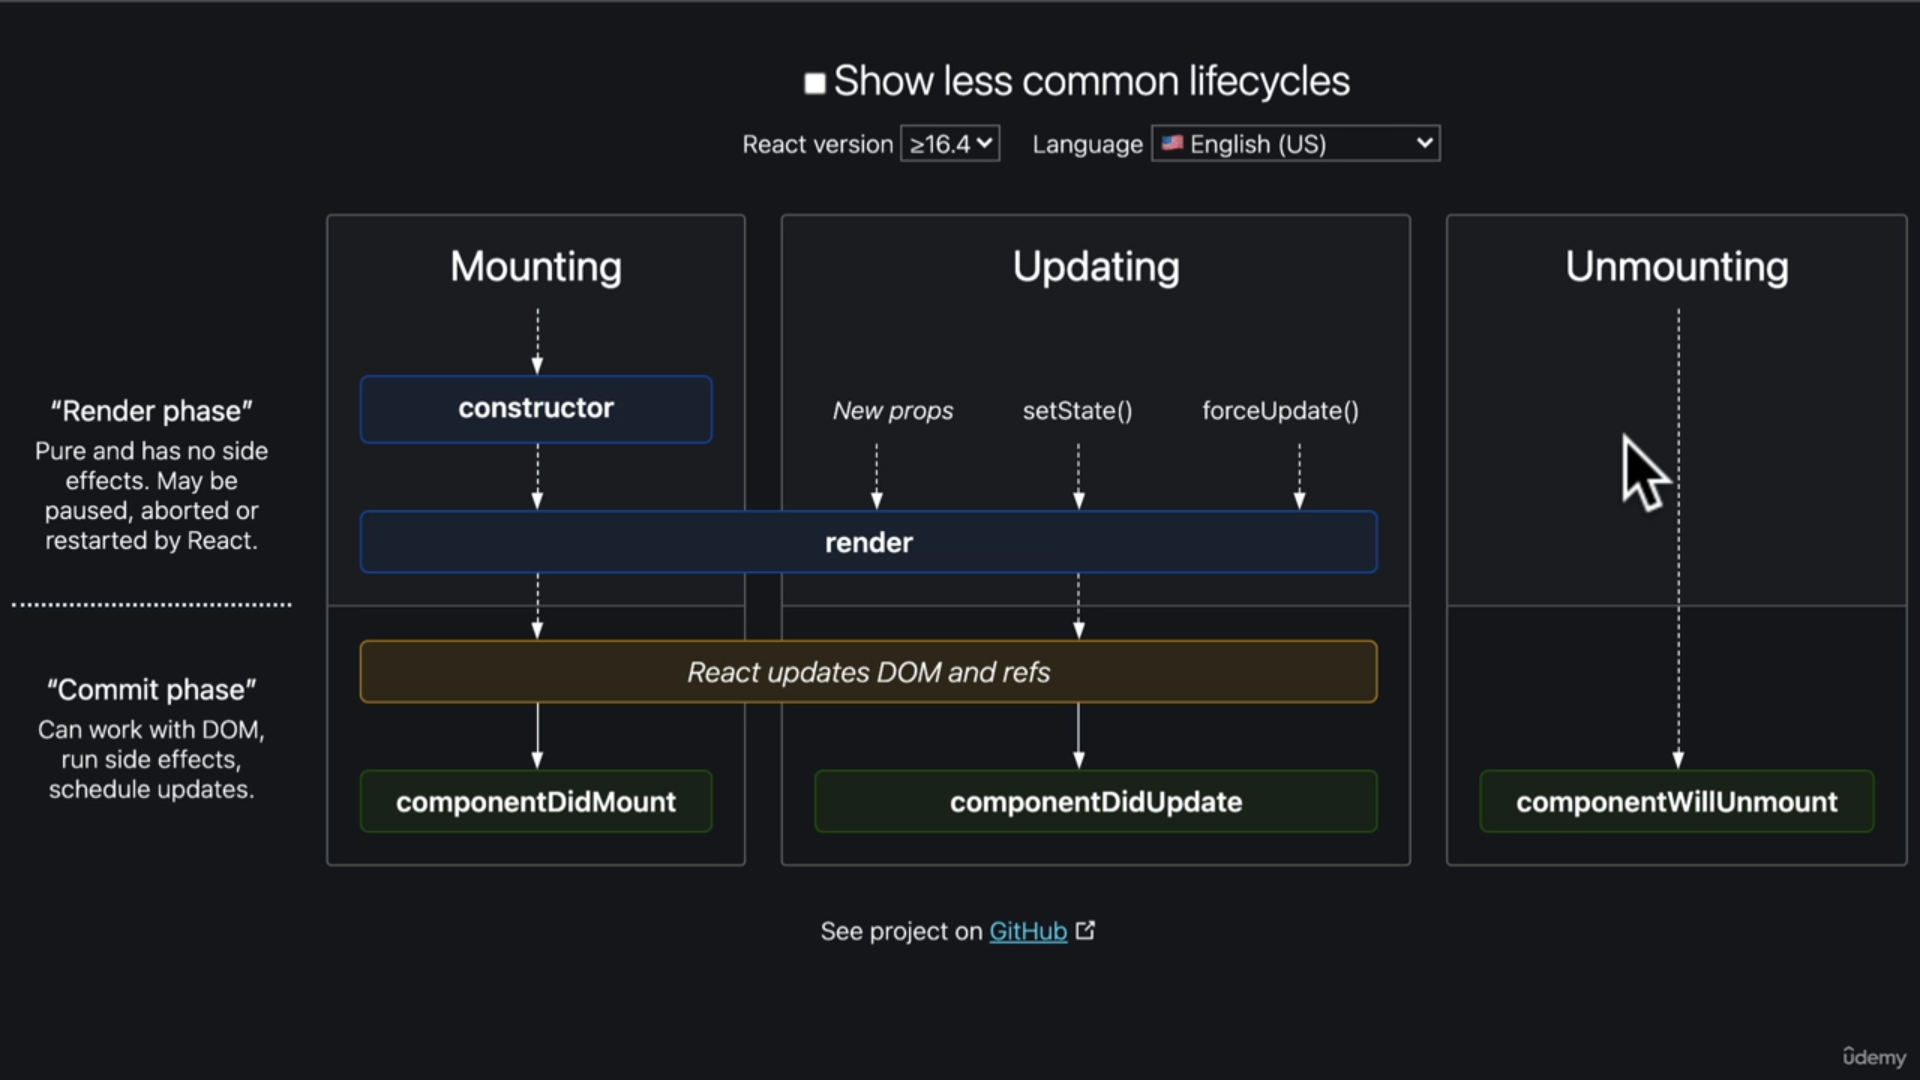 Show less common lifecycles
React version ≥16.4 Language English (US)
Mounting
Updating
Unmounting
“Render phase”
Pure and has no side
effects. May be
paused, aborted or
restarted by React.
constructor
New props
setState()
forceUpdate()
render
“Commit phase”
Can work with DOM,
run side effects,
schedule updates.
React updates DOM and refs
componentDidMount
componentDidUpdate
componentWillUnmount
See project on GitHub
ûdemy